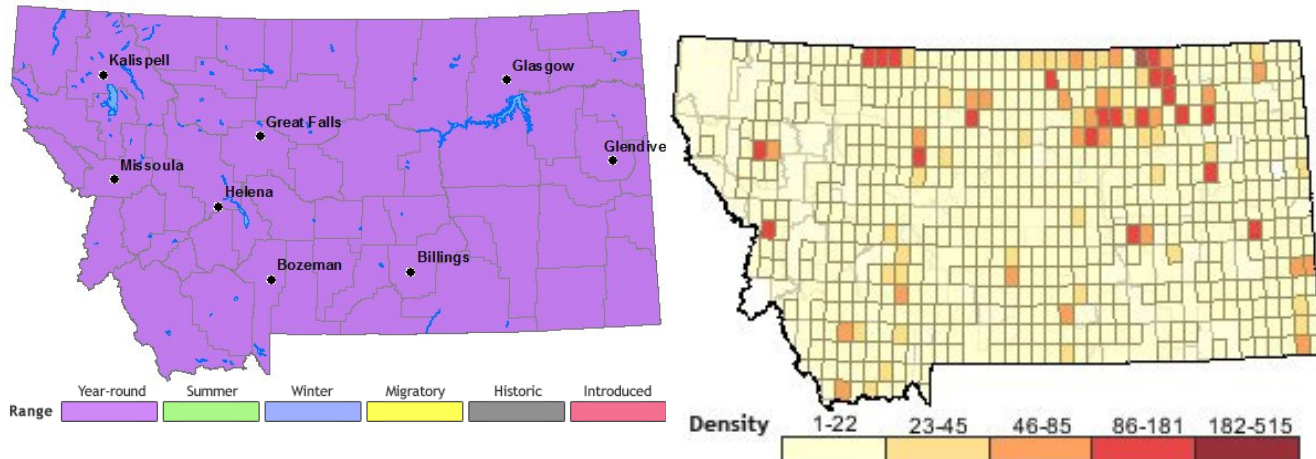 Kalispell
Glasgow
Great Falls
Glendive
Missoula
Helena
Bozeman
Billings
Year-round Summer Winter Migratory Historic Introduced
Range
Density 1-22 23-45 46-85 86-181 182-515